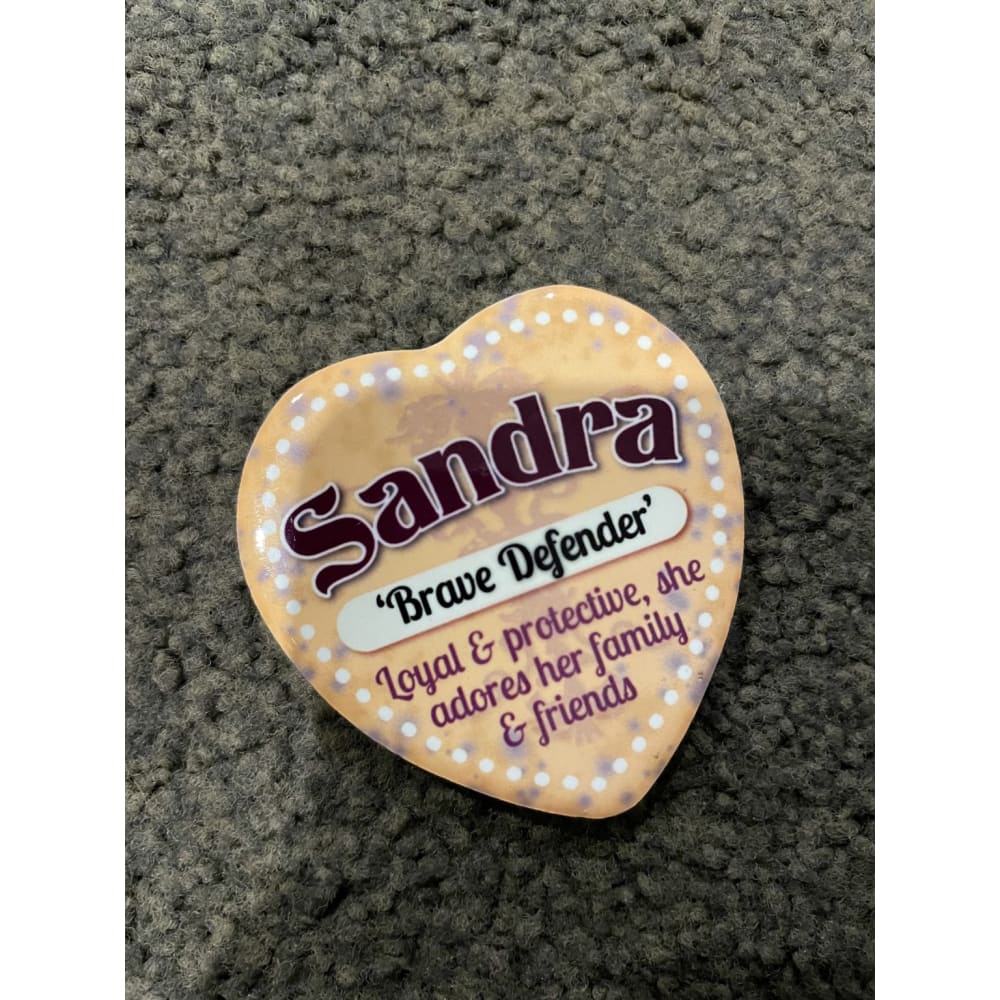 Sandra
‘Brave Defender’
Loyal & protective, she
adores her family
& friends